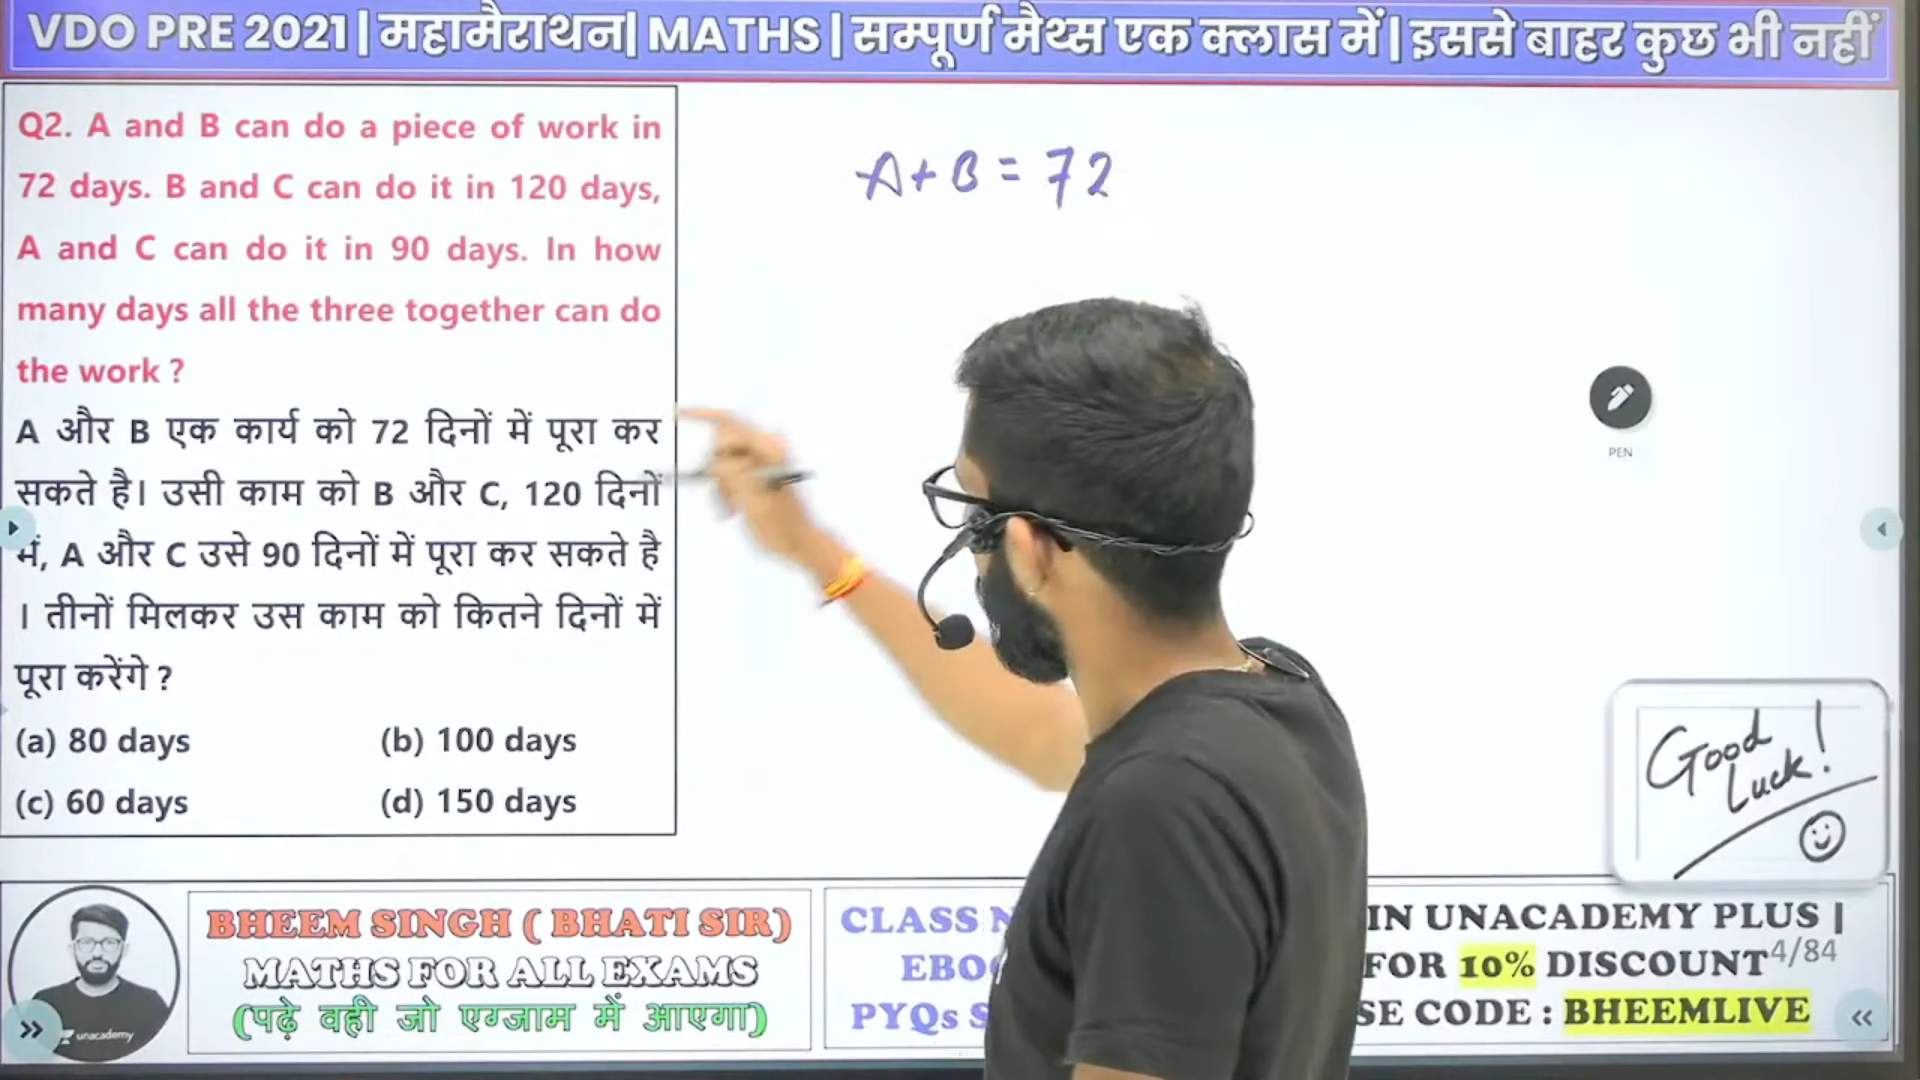 VDO PRE 2021 | महामैराथन| MATHS | सम्पूर्ण मैथ्स एक क्लास में | इससे बाहर कुछ भी नहीं
Q2. A and B can do a piece of work in
72 days. B and C can do it in 120 days,
A and C can do it in 90 days. In how
many days all the three together can do
the work ?
A और B एक कार्य को 72 दिनों में पूरा कर
सकते है। उसी काम को B और C, 120 दिनों
में, A और C उसे 90 दिनों में पूरा कर सकते है
। तीनों मिलकर उस काम को कितने दिनों में
पूरा करेंगे ?
(a) 80 days (b) 100 days
(c) 60 days (d) 150 days
A + B = 72
PEN
Good
Luck!
BHEEM SINGH ( BHATI SIR)
MATHS FOR ALL EXAMS
(पढ़े वही जो एग्जाम में आएगा)
unacademy
CLASS
EBO
PYQs
IN UNACADEMY PLUS |
FOR 10% DISCOUNT
SE CODE : BHEEMLIVE
4/84